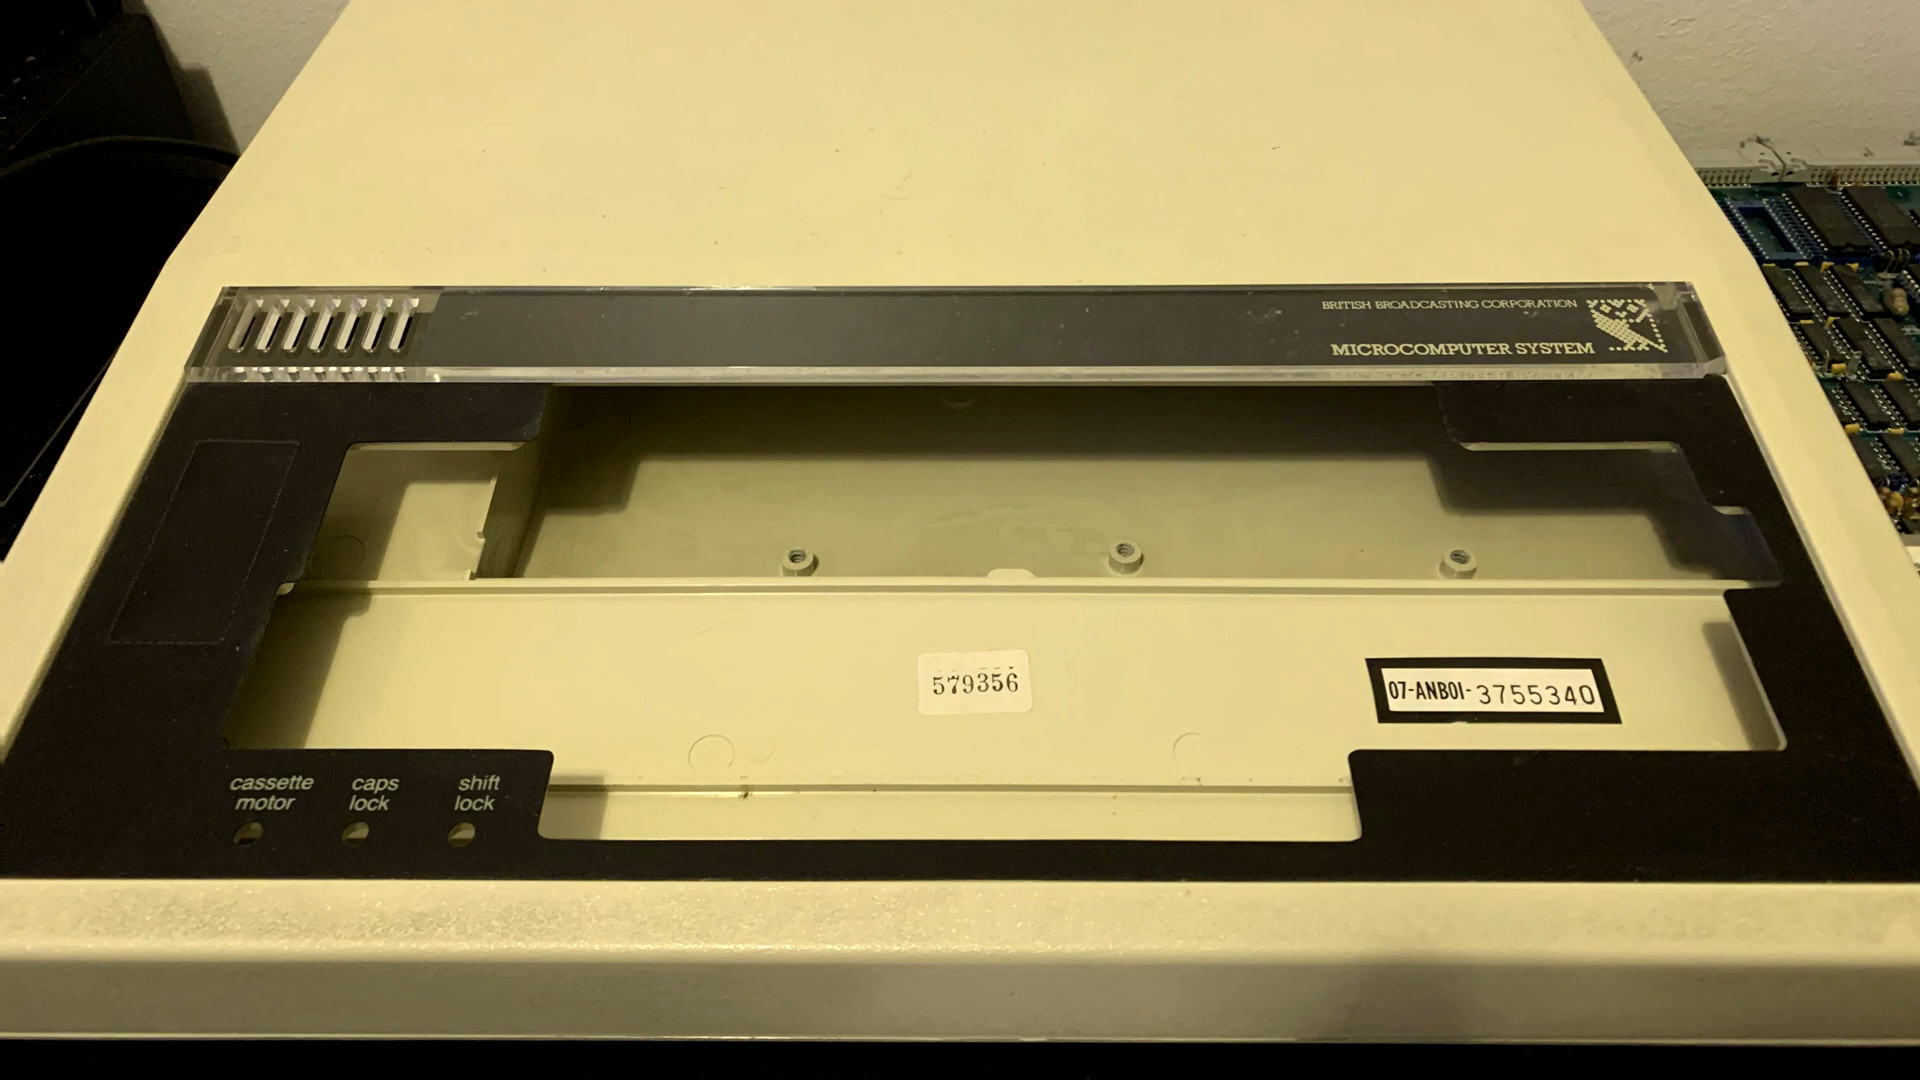 BRITISH BROADCASTING CORPORATION
MICROCOMPUTER SYSTEM
579356
07-ANB01-3755340
cassette motor
caps lock
shift lock